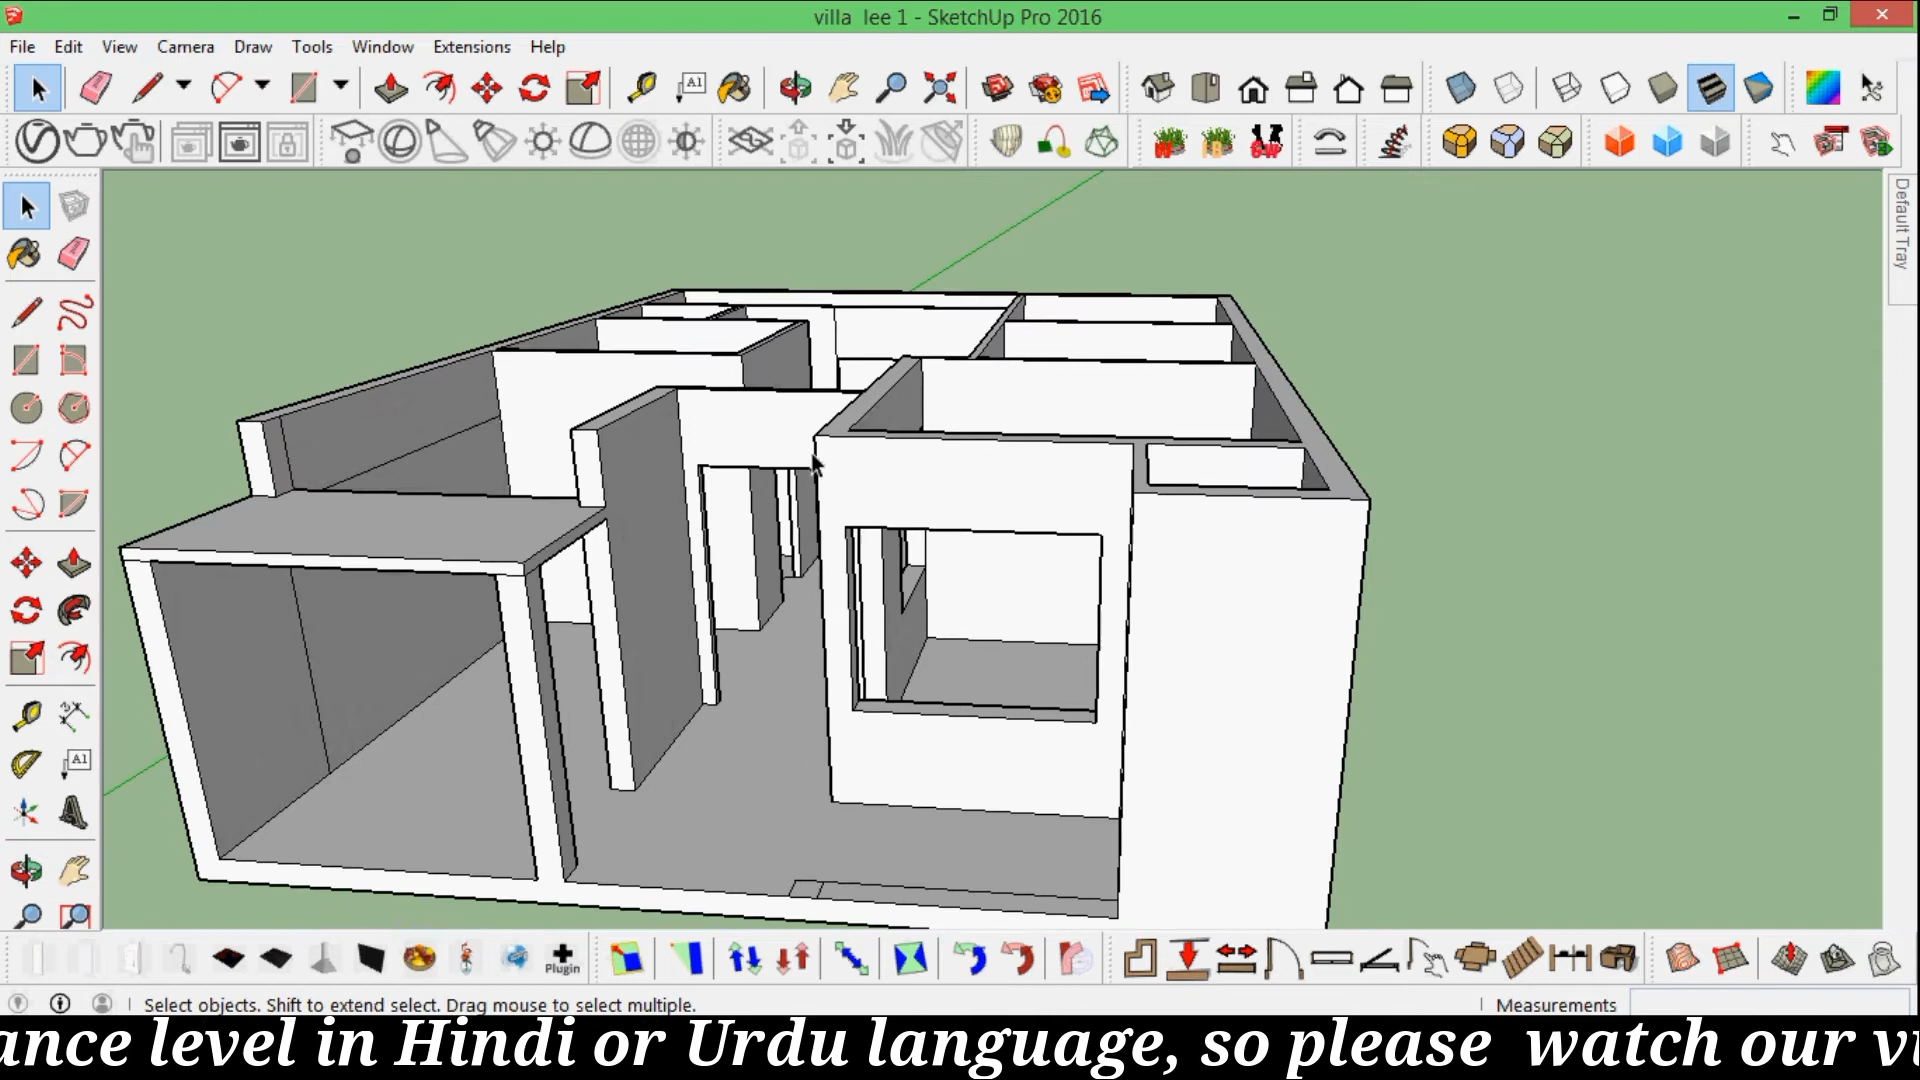 villa lee 1 - SketchUp Pro 2016
File Edit View Camera Draw Tools Window Extensions Help
A1
Default Tray
A1
Plugin
Select objects. Shift to extend select. Drag mouse to select multiple.
Measurements
ance level in Hindi or Urdu language, so please watch our vi